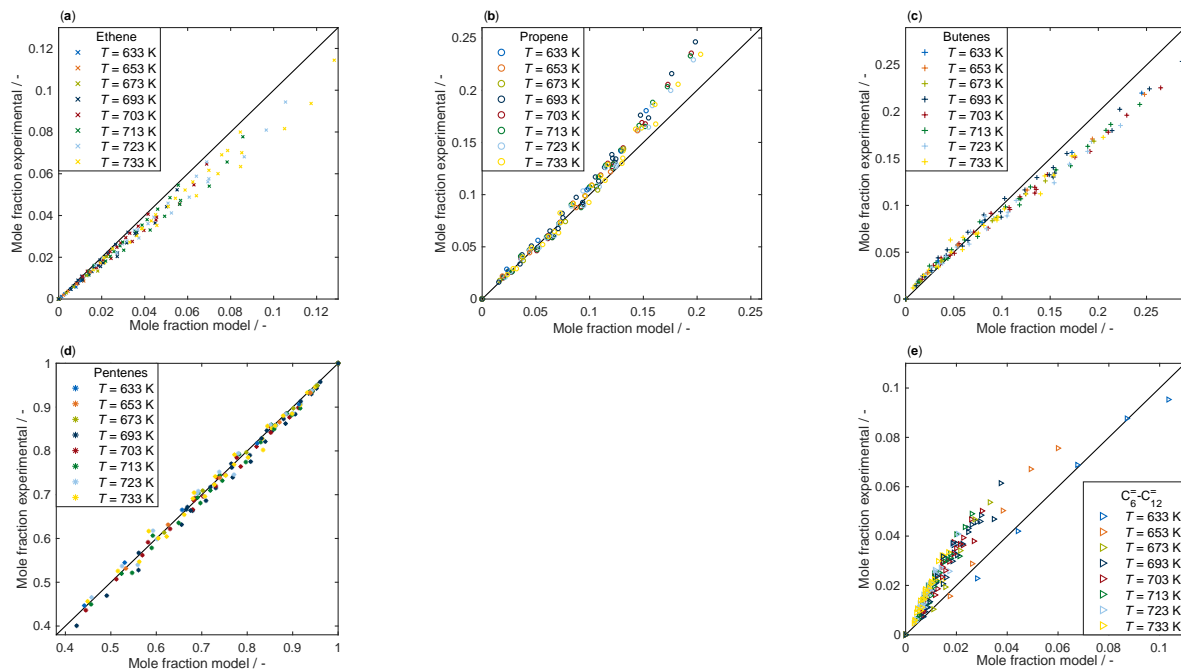 (a)
Ethene
T = 633 K
T = 653 K
T = 673 K
T = 693 K
T = 703 K
T = 713 K
T = 723 K
T = 733 K
0.12
0.1
0.08
0.06
0.04
0.02
0
0
0.02
0.04
0.06
0.08
0.1
0.12
Mole fraction experimental / -
Mole fraction model / -
(b)
Propene
T = 633 K
T = 653 K
T = 673 K
T = 693 K
T = 703 K
T = 713 K
T = 723 K
T = 733 K
0.25
0.2
0.15
0.1
0.05
0
0
0.05
0.1
0.15
0.2
0.25
Mole fraction experimental / -
Mole fraction model / -
(c)
Butenes
T = 633 K
T = 653 K
T = 673 K
T = 693 K
T = 703 K
T = 713 K
T = 723 K
T = 733 K
0.25
0.2
0.15
0.1
0.05
0
0
0.05
0.1
0.15
0.2
0.25
Mole fraction experimental / -
Mole fraction model / -
(d)
Pentenes
T = 633 K
T = 653 K
T = 673 K
T = 693 K
T = 703 K
T = 713 K
T = 723 K
T = 733 K
1
0.9
0.8
0.7
0.6
0.5
0.4
0.4
0.5
0.6
0.7
0.8
0.9
1
Mole fraction experimental / -
Mole fraction model / -
(e)
C₆⁼-C₁₂⁼
T = 633 K
T = 653 K
T = 673 K
T = 693 K
T = 703 K
T = 713 K
T = 723 K
T = 733 K
0.1
0.08
0.06
0.04
0.02
0
0
0.02
0.04
0.06
0.08
0.1
Mole fraction experimental / -
Mole fraction model / -